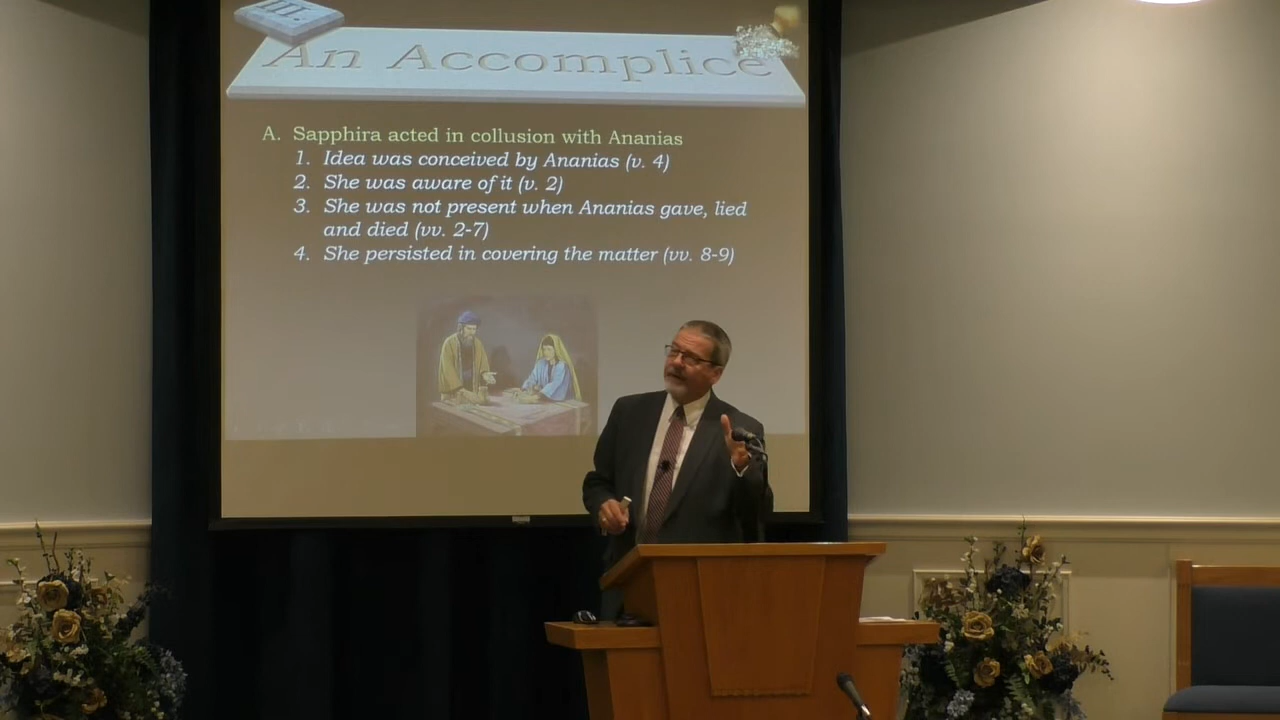 III.
An Accomplice
A. Sapphira acted in collusion with Ananias
1. Idea was conceived by Ananias (v. 4)
2. She was aware of it (v. 2)
3. She was not present when Ananias gave, lied
and died (vv. 2-7)
4. She persisted in covering the matter (vv. 8-9)